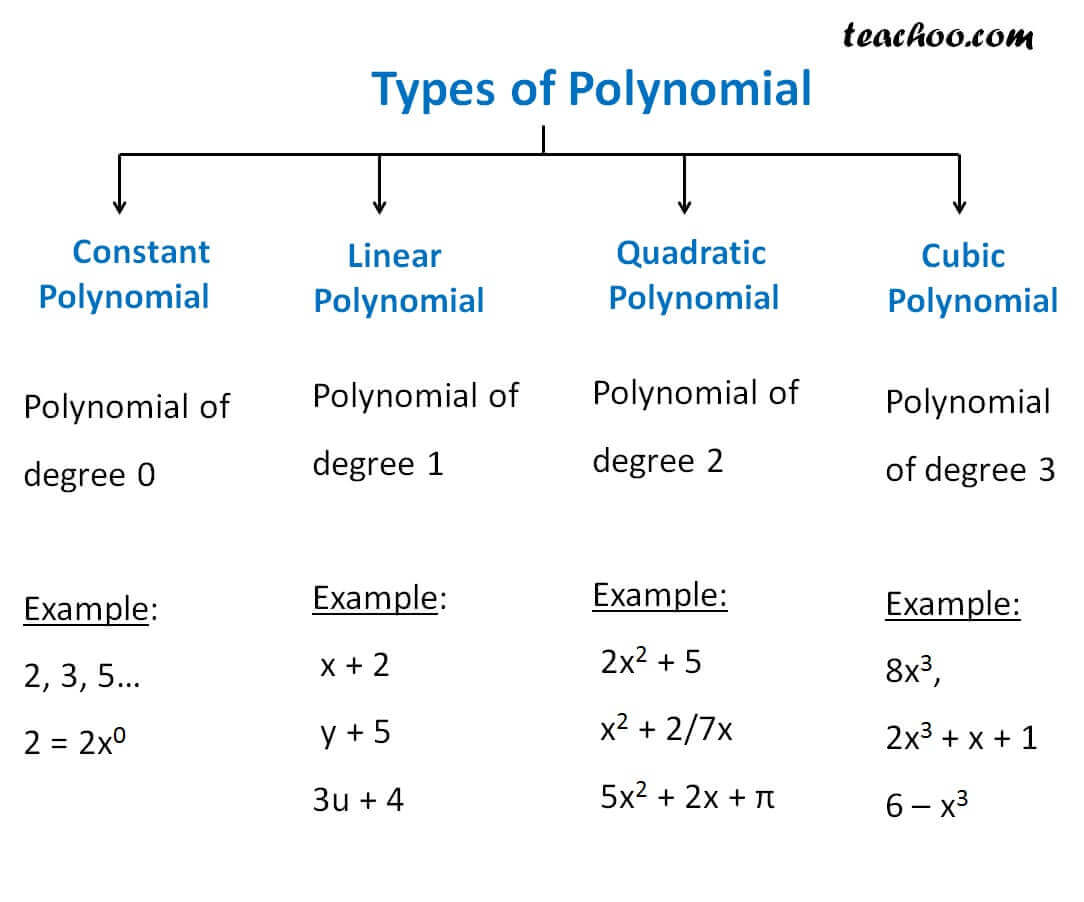 teachoo.com
Types of Polynomial
Constant
Polynomial
Polynomial of
degree 0
Example:
2, 3, 5...
2 = 2x⁰
Linear
Polynomial
Polynomial of
degree 1
Example:
x + 2
y + 5
3u + 4
Quadratic
Polynomial
Polynomial of
degree 2
Example:
2x² + 5
x² + 2/7x
5x² + 2x + π
Cubic
Polynomial
Polynomial
of degree 3
Example:
8x³,
2x³ + x + 1
6 – x³